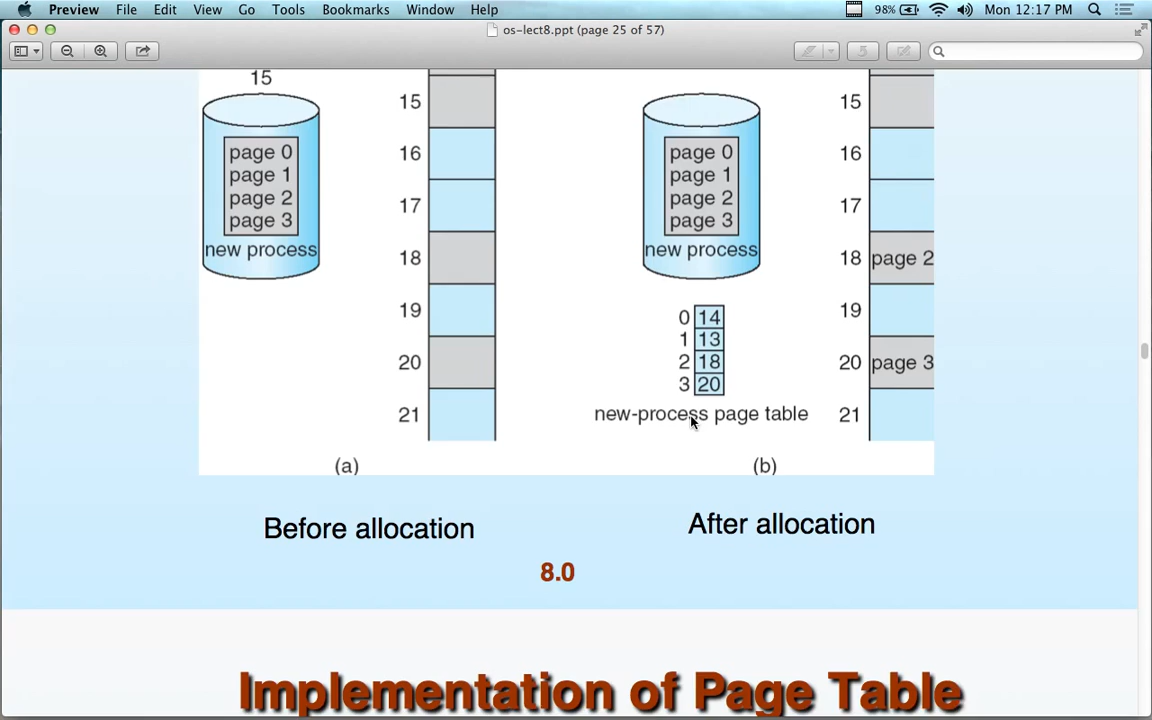 Preview File Edit View Go Tools Bookmarks Window Help 98% Mon 12:17 PM
os-lect8.ppt (page 25 of 57)
15
15
page 0
page 1
page 2
page 3
new process
16
17
18
19
20
21
(a)
15
page 0
page 1
page 2
page 3
new process
16
17
18 page 2
19
20 page 3
21
0 14
1 13
2 18
3 20
new-process page table
(b)
Before allocation
After allocation
8.0
Implementation of Page Table